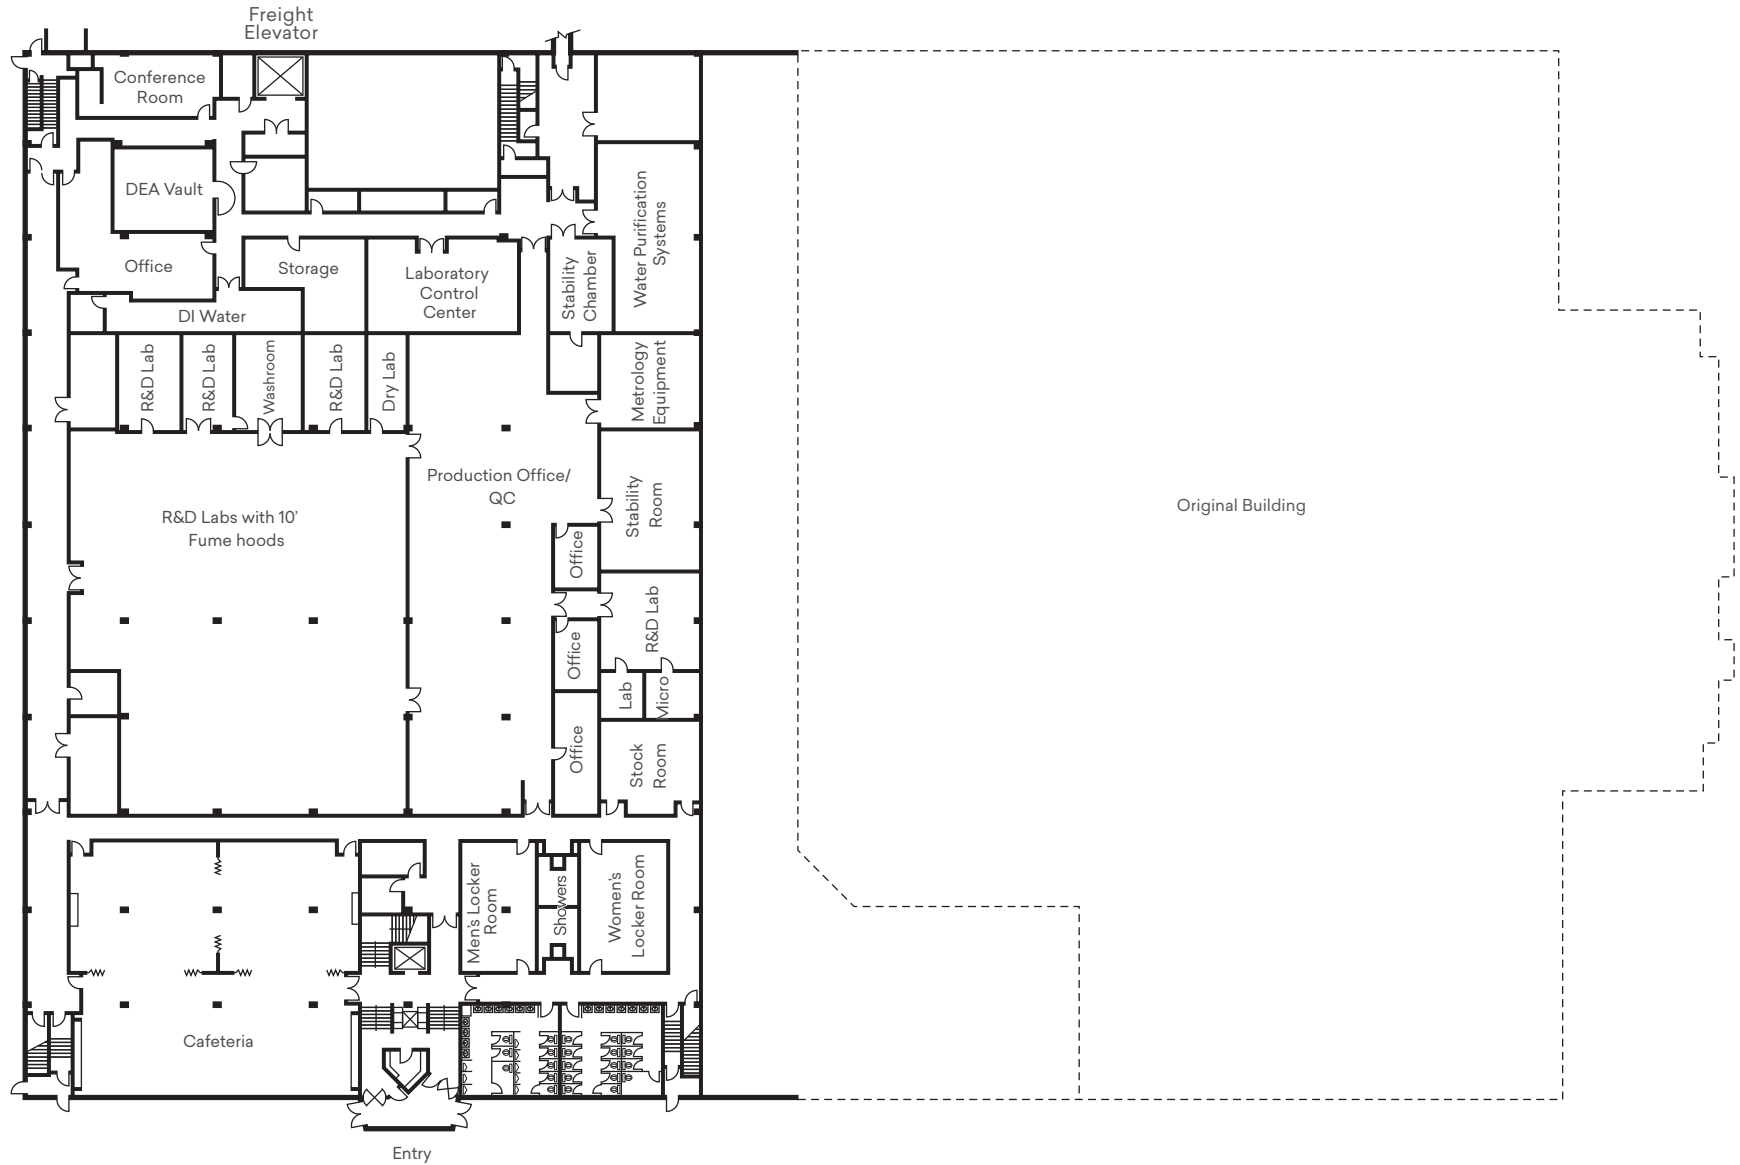 Freight
Elevator
Conference
Room
DEA Vault
Office
Storage
Laboratory
Control
Center
Stability
Chamber
Water Purification
Systems
DI Water
R&D Lab
R&D Lab
Washroom
R&D Lab
Dry Lab
Metrology
Equipment
Production Office/
QC
Stability
Room
Original Building
R&D Labs with 10’
Fume hoods
Office
Office
R&D Lab
Lab
Micro
Office
Stock
Room
Men’s Locker
Room
Showers
Women’s
Locker Room
Cafeteria
Entry